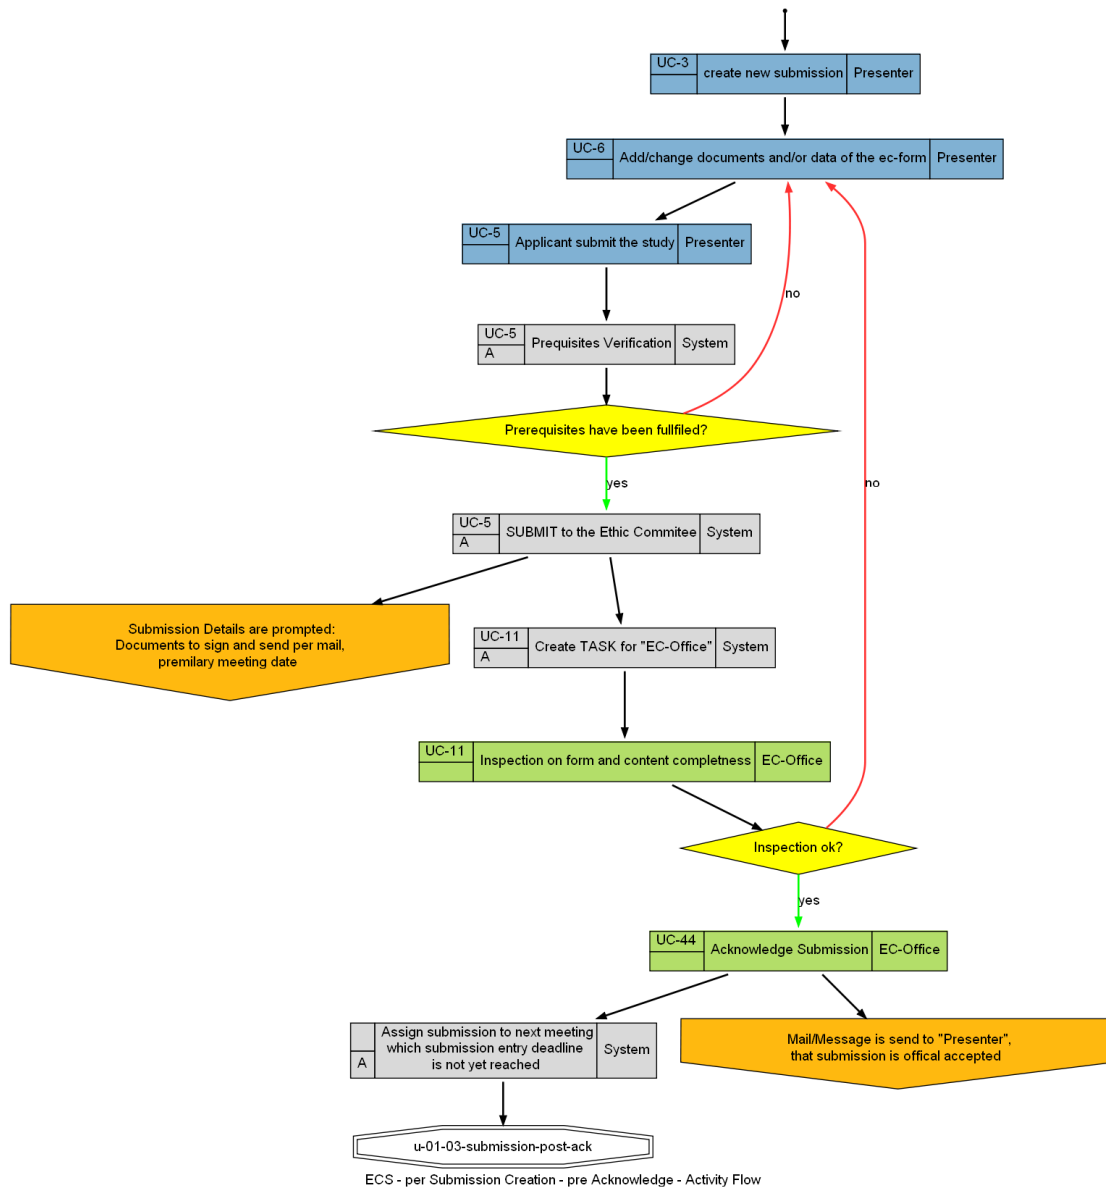 UC-3
create new submission
Presenter
UC-6
Add/change documents and/or data of the ec-form
Presenter
UC-5
Applicant submit the study
Presenter
no
UC-5
A
Prequisites Verification
System
Prerequisites have been fullfiled?
yes
no
UC-5
A
SUBMIT to the Ethic Commitee
System
Submission Details are prompted:
Documents to sign and send per mail,
premilary meeting date
UC-11
A
Create TASK for "EC-Office"
System
UC-11
Inspection on form and content completness
EC-Office
Inspection ok?
yes
UC-44
Acknowledge Submission
EC-Office
A
Assign submission to next meeting
which submission entry deadline
is not yet reached
System
Mail/Message is send to "Presenter",
that submission is offical accepted
u-01-03-submission-post-ack
ECS - per Submission Creation - pre Acknowledge - Activity Flow